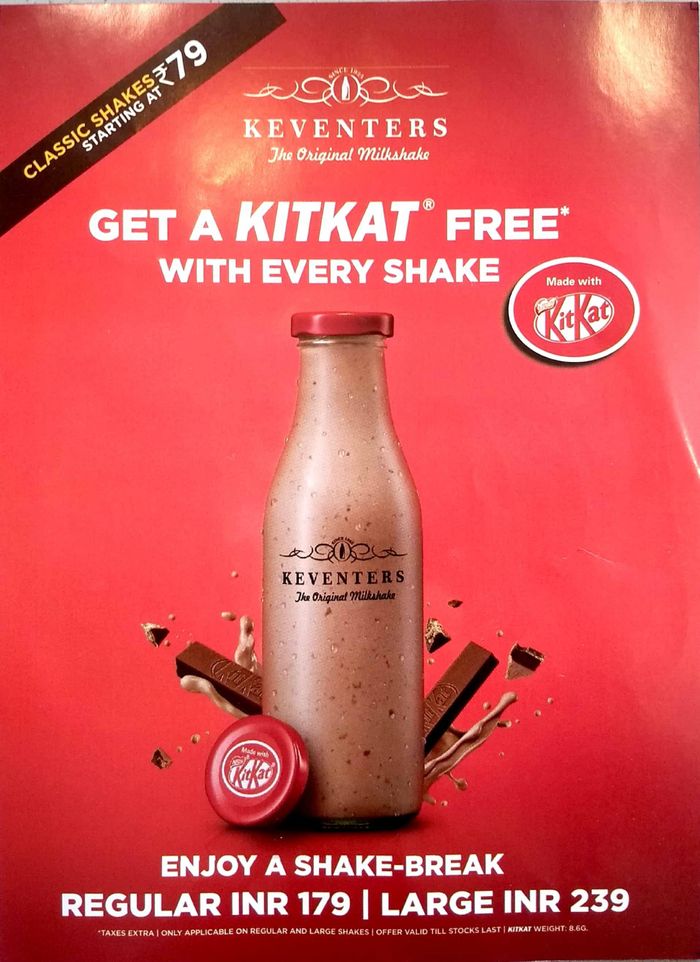 CLASSIC SHAKES
STARTING AT ₹79
KEVENTERS
The Original Milkshake
GET A KITKAT® FREE*
WITH EVERY SHAKE
Made with
KitKat
KEVENTERS
The Original Milkshake
Made with
KitKat
ENJOY A SHAKE-BREAK
REGULAR INR 179 | LARGE INR 239
*TAXES EXTRA | ONLY APPLICABLE ON REGULAR AND LARGE SHAKES | OFFER VALID TILL STOCKS LAST | KITKAT WEIGHT: 8.6G.